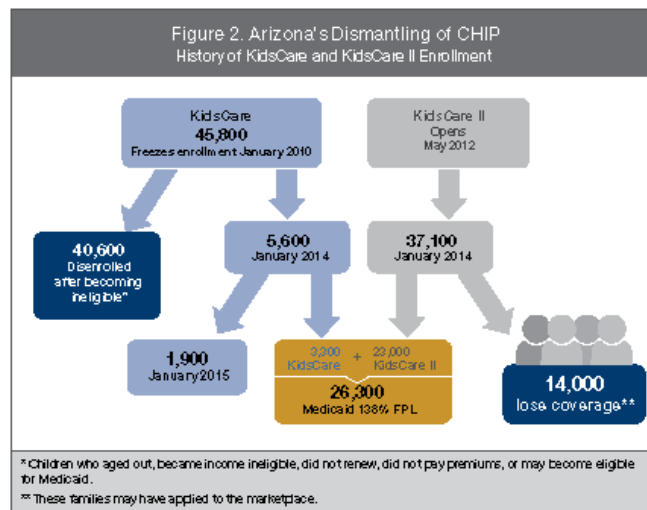 Figure 2. Arizona's Dismantling of CHIP
History of KidsCare and KidsCare II Enrollment
KidsCare
45,800
Freezes enrollment January 2010
KidsCare II
Opens
May 2012
40,600
Disenrolled
after becoming
ineligible*
5,600
January 2014
37,100
January 2014
1,900
January 2015
3,300
KidsCare
+
23,000
KidsCare II
26,300
Medicaid 138% FPL
14,000
lose coverage**
* Children who aged out, became income ineligible, did not renew, did not pay premiums, or may become eligible
for Medicaid.
** These families may have applied to the marketplace.